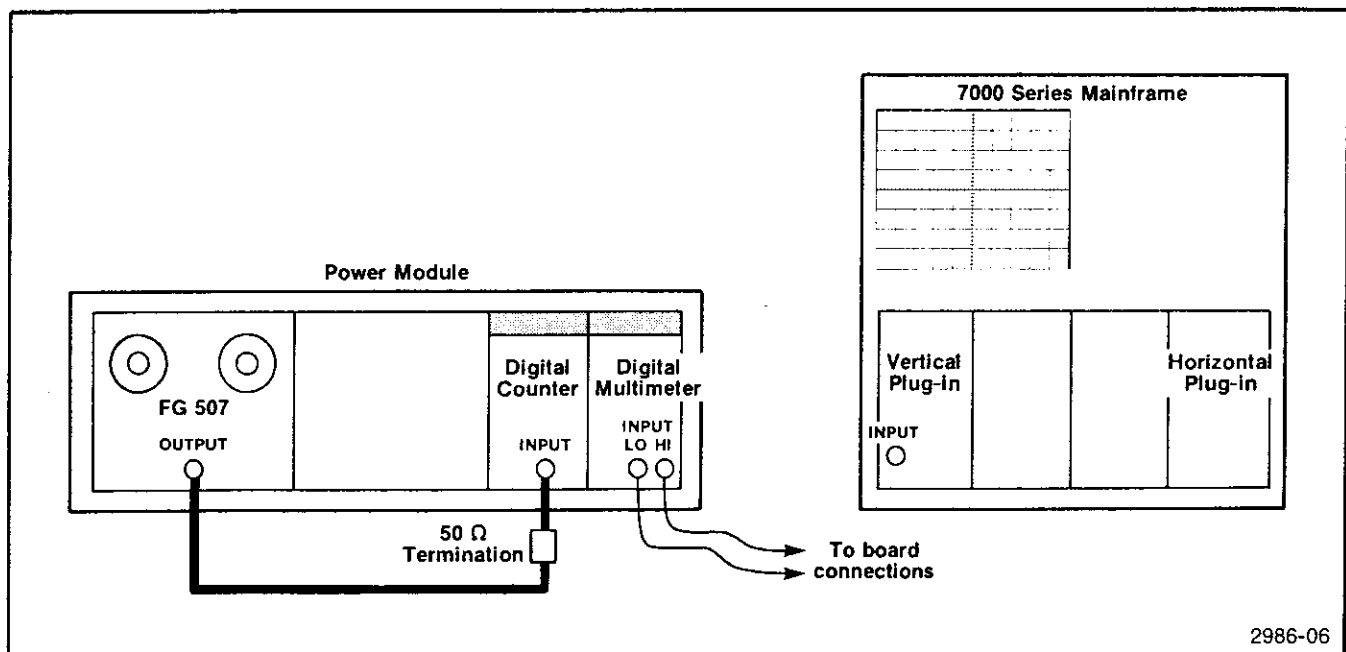 7000 Series Mainframe
Power Module
FG 507
OUTPUT
Digital
Counter
INPUT
Digital
Multimeter
INPUT
LO HI
50 Ω
Termination
To board
connections
Vertical
Plug-in
INPUT
Horizontal
Plug-in
2986-06